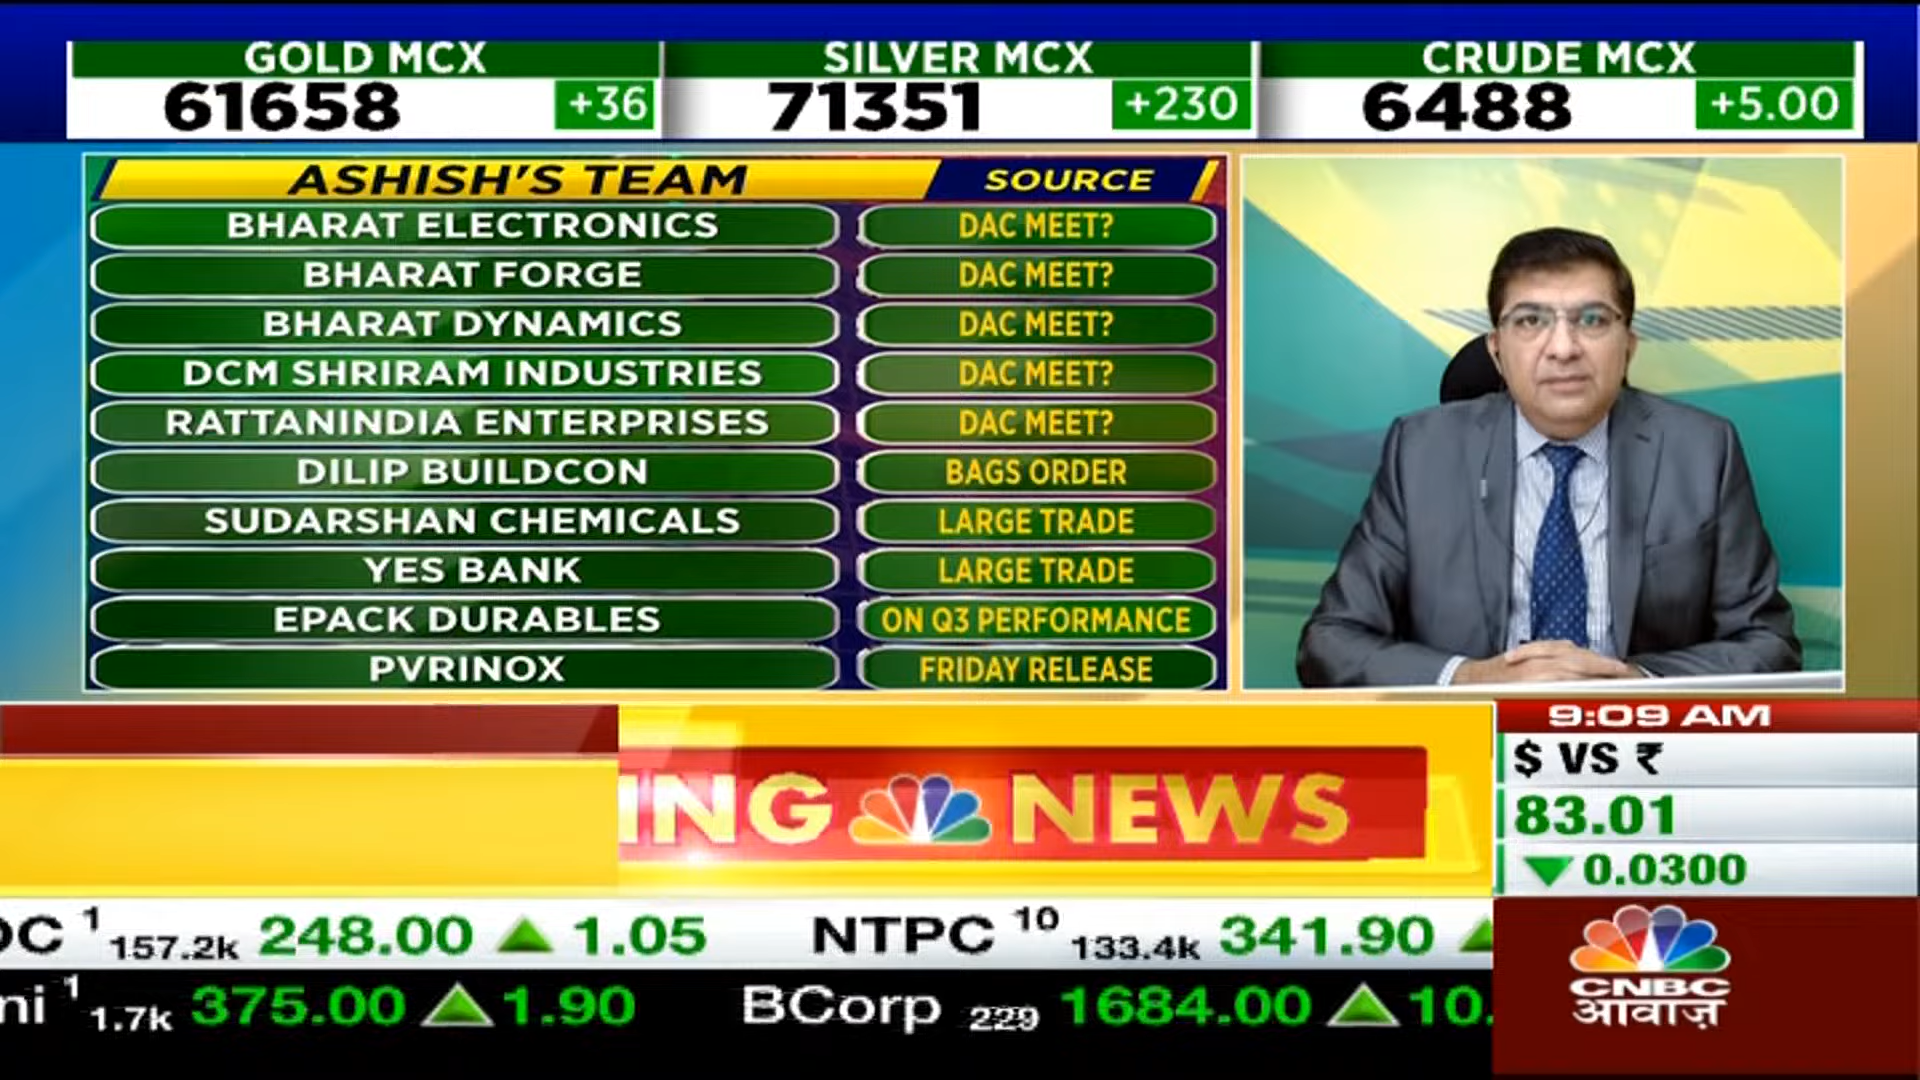 GOLD MCX
61658 +36
SILVER MCX
71351 +230
CRUDE MCX
6488 +5.00
ASHISH'S TEAM SOURCE
BHARAT ELECTRONICS DAC MEET?
BHARAT FORGE DAC MEET?
BHARAT DYNAMICS DAC MEET?
DCM SHRIRAM INDUSTRIES DAC MEET?
RATTANINDIA ENTERPRISES DAC MEET?
DILIP BUILDCON BAGS ORDER
SUDARSHAN CHEMICALS LARGE TRADE
YES BANK LARGE TRADE
EPACK DURABLES ON Q3 PERFORMANCE
PVRINOX FRIDAY RELEASE
ING NEWS
9:09 AM
$ VS ₹
83.01
▼ 0.0300
C 1 157.2k 248.00 ▲ 1.05 NTPC 10 133.4k 341.90 ▲
ni 1 1.7k 375.00 ▲ 1.90 BCorp 229 1684.00 ▲ 10.
CNBC
आवाज़